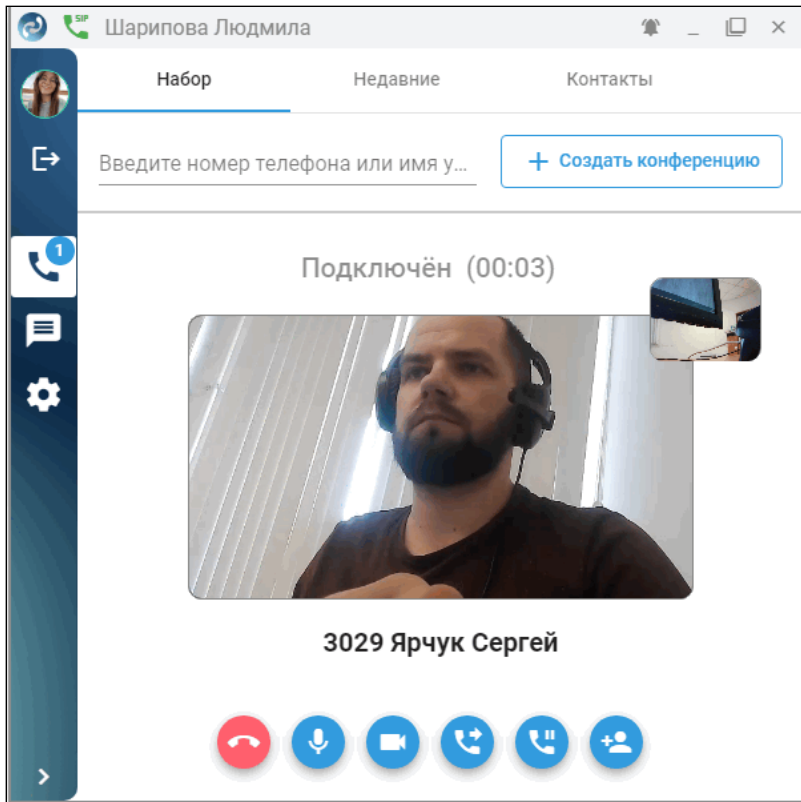 SIP
Шарипова Людмила
Набор
Недавние
Контакты
Введите номер телефона или имя у...
+ Создать конференцию
1
Подключён (00:03)
3029 Ярчук Сергей